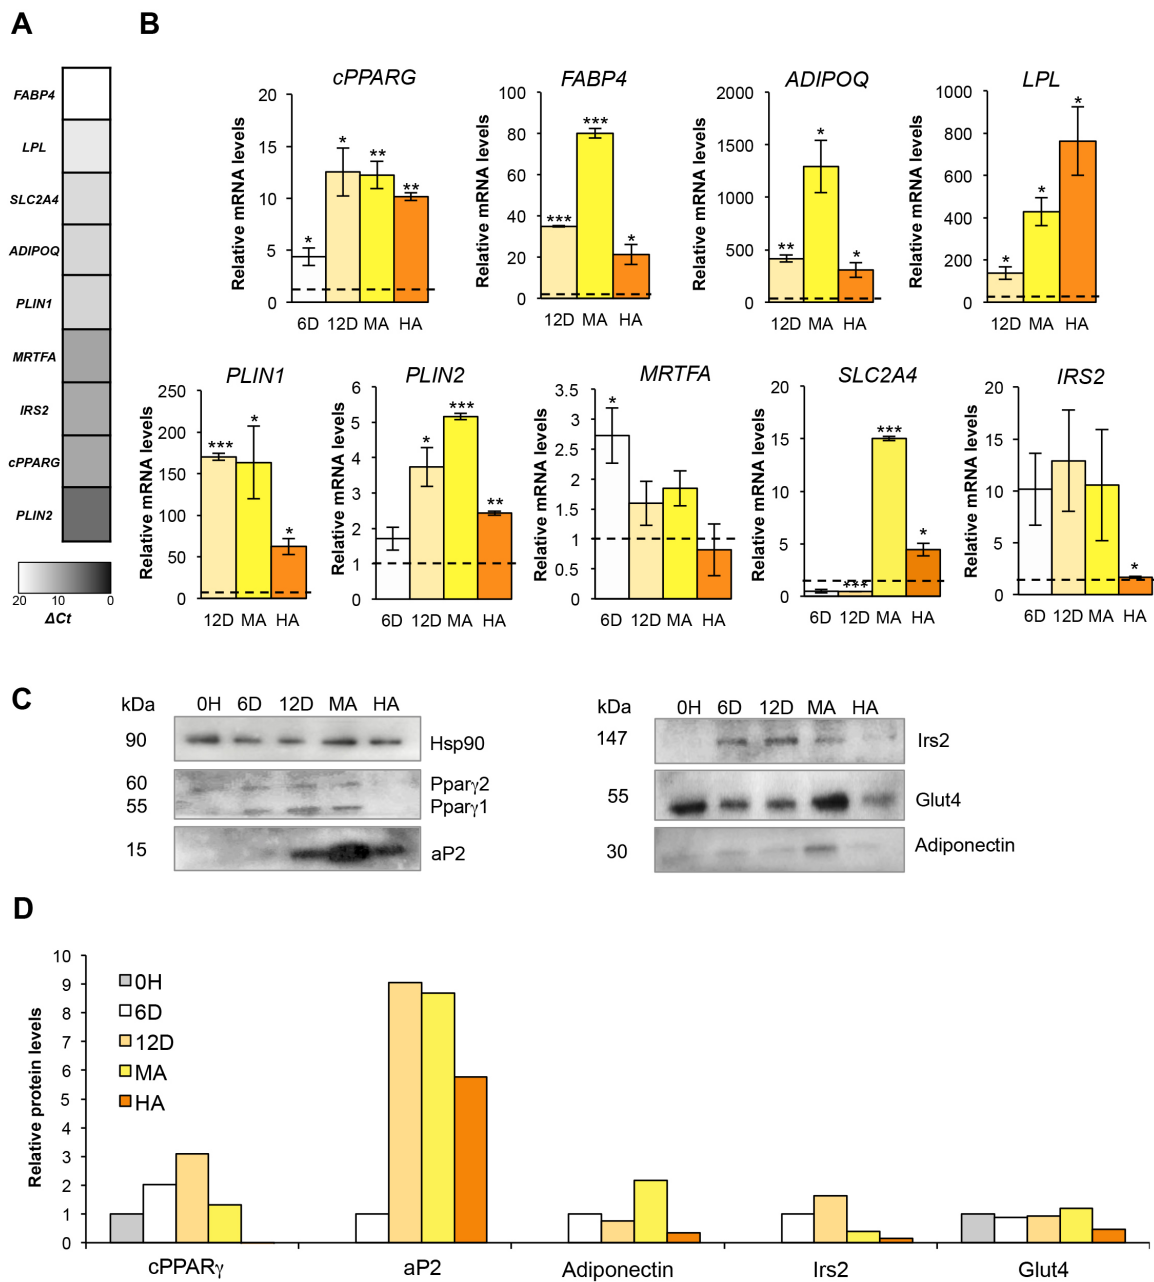 A
B
FABP4
LPL
SLC2A4
ADIPOQ
PLIN1
MRTFA
IRS2
cPPARG
PLIN2
20 10 0
ΔCt
cPPARG
Relative mRNA levels
20
15
10
5
0
* * ** **
6D 12D MA HA
FABP4
Relative mRNA levels
100
80
60
40
20
0
*** *** *
12D MA HA
ADIPOQ
Relative mRNA levels
2000
1500
1000
500
0
** * *
12D MA HA
LPL
Relative mRNA levels
1000
800
600
400
200
0
* * *
12D MA HA
PLIN1
Relative mRNA levels
250
200
150
100
50
0
*** * *
12D MA HA
PLIN2
Relative mRNA levels
6
5
4
3
2
1
0
* *** **
6D 12D MA HA
MRTFA
Relative mRNA levels
3.5
3
2.5
2
1.5
1
0.5
0
*
6D 12D MA HA
SLC2A4
Relative mRNA levels
20
15
10
5
0
*** *** *
6D 12D MA HA
IRS2
Relative mRNA levels
20
15
10
5
0
*
6D 12D MA HA
C
kDa 0H 6D 12D MA HA
90 Hsp90
60 Pparγ2
55 Pparγ1
15 aP2
kDa 0H 6D 12D MA HA
147 Irs2
55 Glut4
30 Adiponectin
D
Relative protein levels
10
9
8
7
6
5
4
3
2
1
0
0H
6D
12D
MA
HA
cPPARγ aP2 Adiponectin Irs2 Glut4